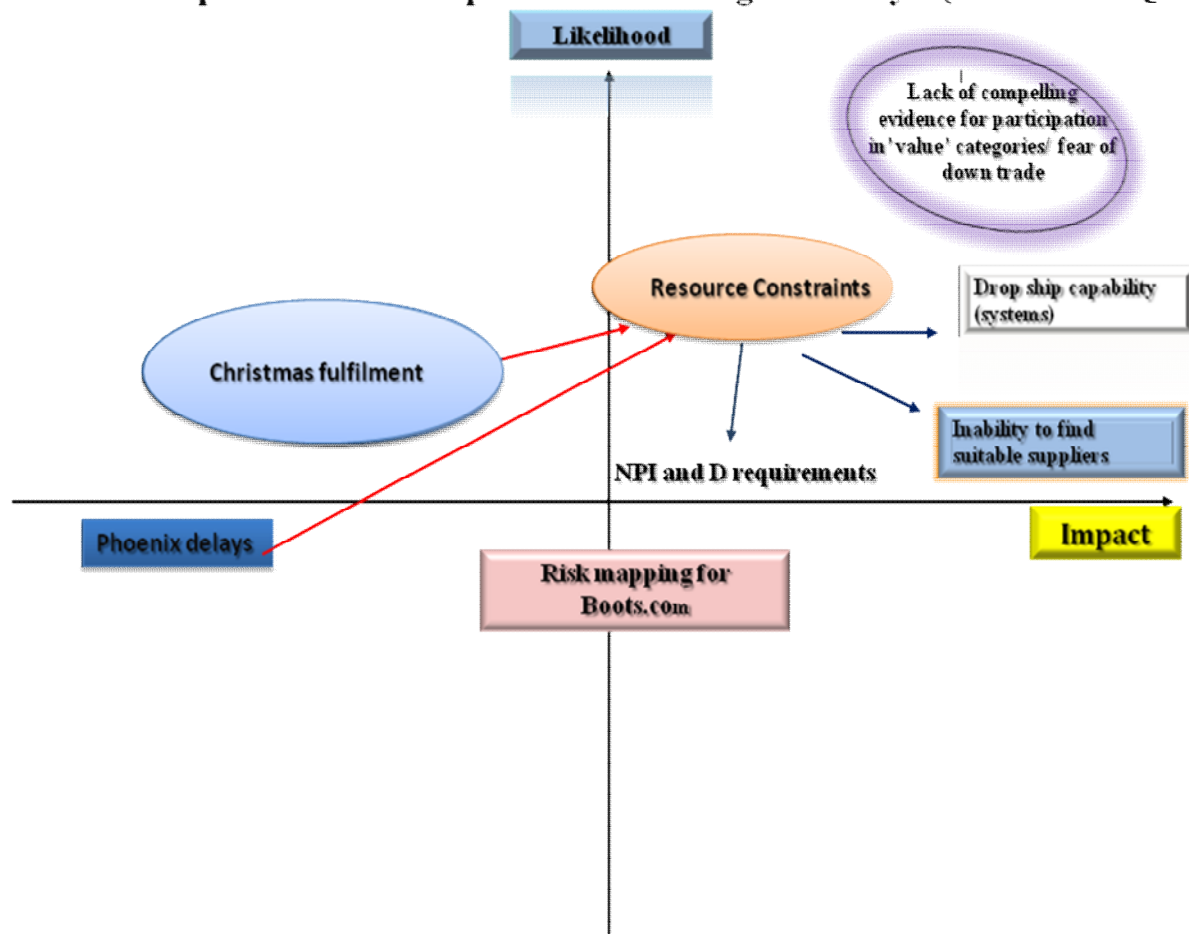 Likelihood
Lack of compelling
evidence for participation
in 'value' categories/ fear of
down trade
Resource Constraints
Drop ship capability
(systems)
Christmas fulfilment
Inability to find
suitable suppliers
NPI and D requirements
Phoenix delays
Impact
Risk mapping for
Boots.com